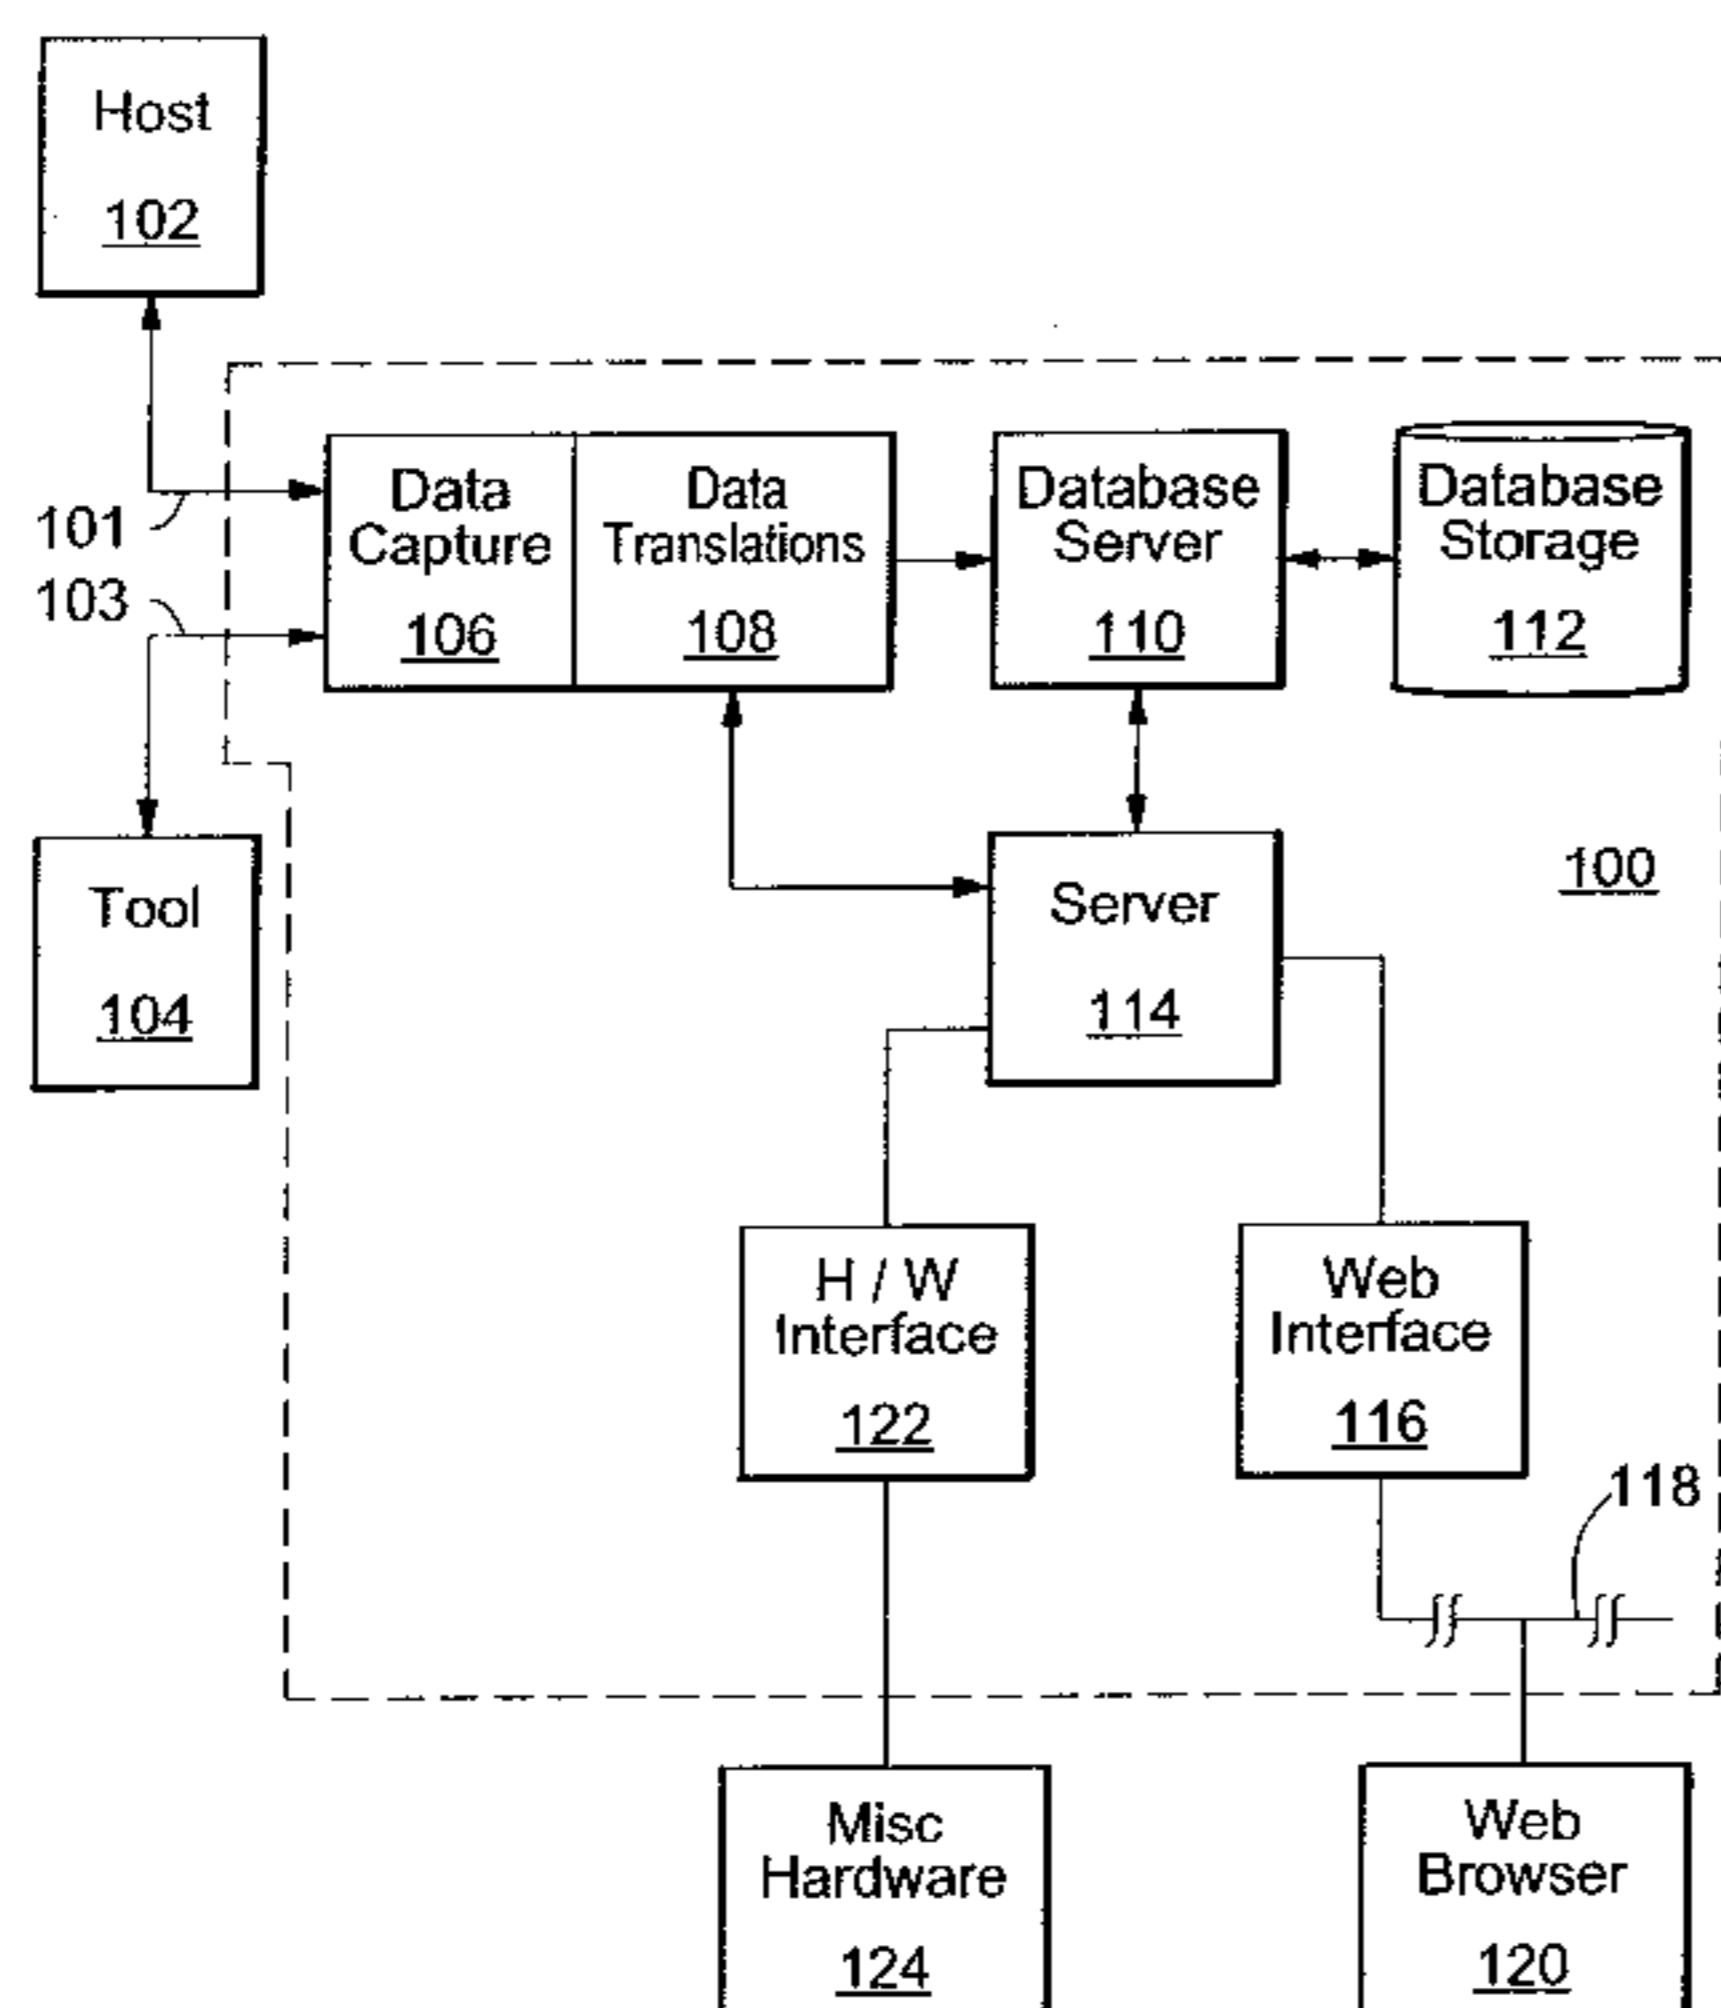 Host
102
101
103
Data
Capture
106
Data
Translations
108
Database
Server
110
Database
Storage
112
Tool
104
Server
114
100
H / W
Interface
122
Web
Interface
116
118
Misc
Hardware
124
Web
Browser
120